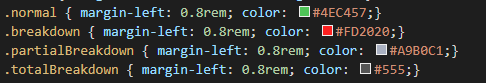 .normal { margin-left: 0.8rem; color: #4EC457;}
.breakdown { margin-left: 0.8rem; color: #FD2020;}
.partialBreakdown { margin-left: 0.8rem; color: #A9B0C1;}
.totalBreakdown { margin-left: 0.8rem; color: #555;}